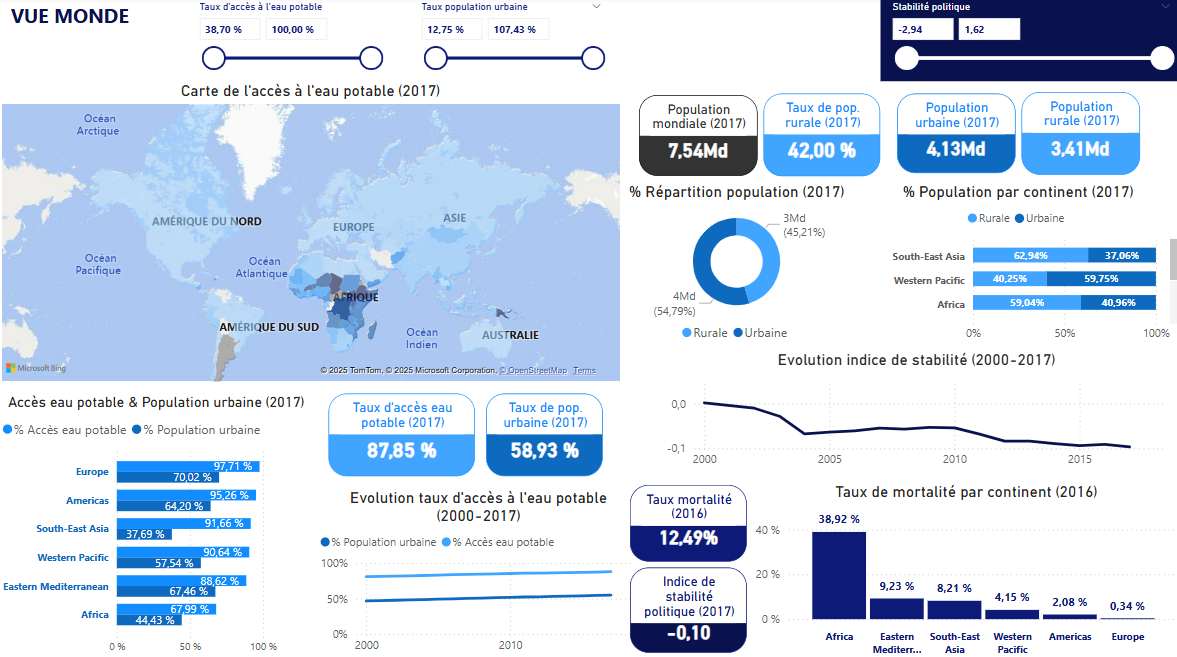 VUE MONDE
Taux d'accès à l'eau potable
38,70 %
100,00 %
Taux population urbaine
12,75 %
107,43 %
Stabilité politique
-2,94
1,62
Carte de l'accès à l'eau potable (2017)
Océan
Arctique
AMÉRIQUE DU NORD
EUROPE
ASIE
Océan
Pacifique
Océan
Atlantique
AFRIQUE
AMÉRIQUE DU SUD
Océan
Indien
AUSTRALIE
Microsoft Bing
© 2025 TomTom, © 2025 Microsoft Corporation, © OpenStreetMap Terms
Population
mondiale (2017)
7,54Md
Taux de pop.
rurale (2017)
42,00 %
Population
urbaine (2017)
4,13Md
Population
rurale (2017)
3,41Md
% Répartition population (2017)
3Md
(45,21%)
4Md
(54,79%)
Rurale Urbaine
% Population par continent (2017)
Rurale Urbaine
South-East Asia 62,94% 37,06%
Western Pacific 40,25% 59,75%
Africa 59,04% 40,96%
0% 50% 100%
Evolution indice de stabilité (2000-2017)
0,0
-0,1
2000 2005 2010 2015
Accès eau potable & Population urbaine (2017)
% Accès eau potable % Population urbaine
Europe 97,71 %
70,02 %
Americas 95,26 %
64,20 %
South-East Asia 91,66 %
37,69 %
Western Pacific 90,64 %
57,54 %
Eastern Mediterranean 88,62 %
67,46 %
Africa 67,99 %
44,43 %
0 % 50 % 100 %
Taux d'accès eau
potable (2017)
87,85 %
Taux de pop.
urbaine (2017)
58,93 %
Evolution taux d'accès à l'eau potable
(2000-2017)
% Population urbaine % Accès eau potable
100%
50%
0%
2000 2010
Taux mortalité
(2016)
12,49%
Indice de
stabilité
politique (2017)
-0,10
Taux de mortalité par continent (2016)
40 %
20 %
0 %
38,92 %
9,23 %
8,21 %
4,15 %
2,08 %
0,34 %
Africa
Eastern
Mediterr...
South-East
Asia
Western
Pacific
Americas
Europe